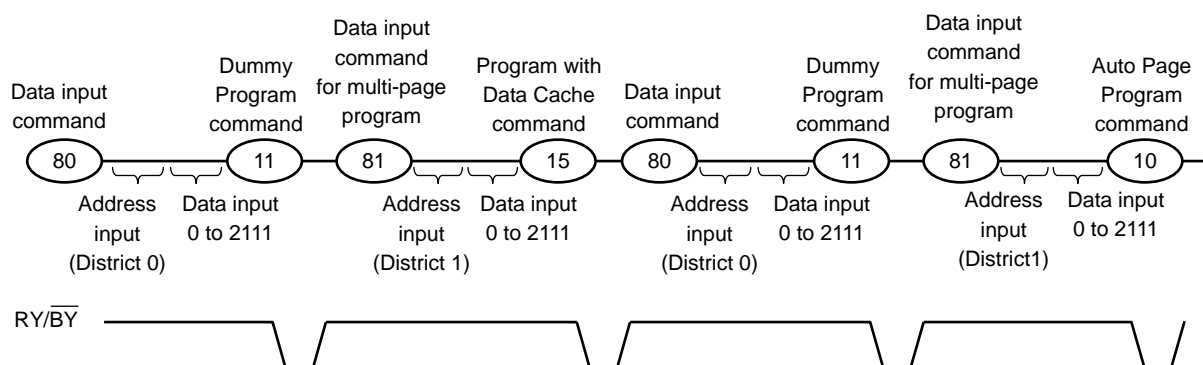 Data input
command
Dummy
Program
command
Data input
command
for multi-page
program
Program with
Data Cache
command
Data input
command
Dummy
Program
command
Data input
command
for multi-page
program
Auto Page
Program
command
80
11
81
15
80
11
81
10
Address
input
(District 0)
Data input
0 to 2111
Address
input
(District 1)
Data input
0 to 2111
Address
input
(District 0)
Data input
0 to 2111
Address
input
(District1)
Data input
0 to 2111
RY/BY